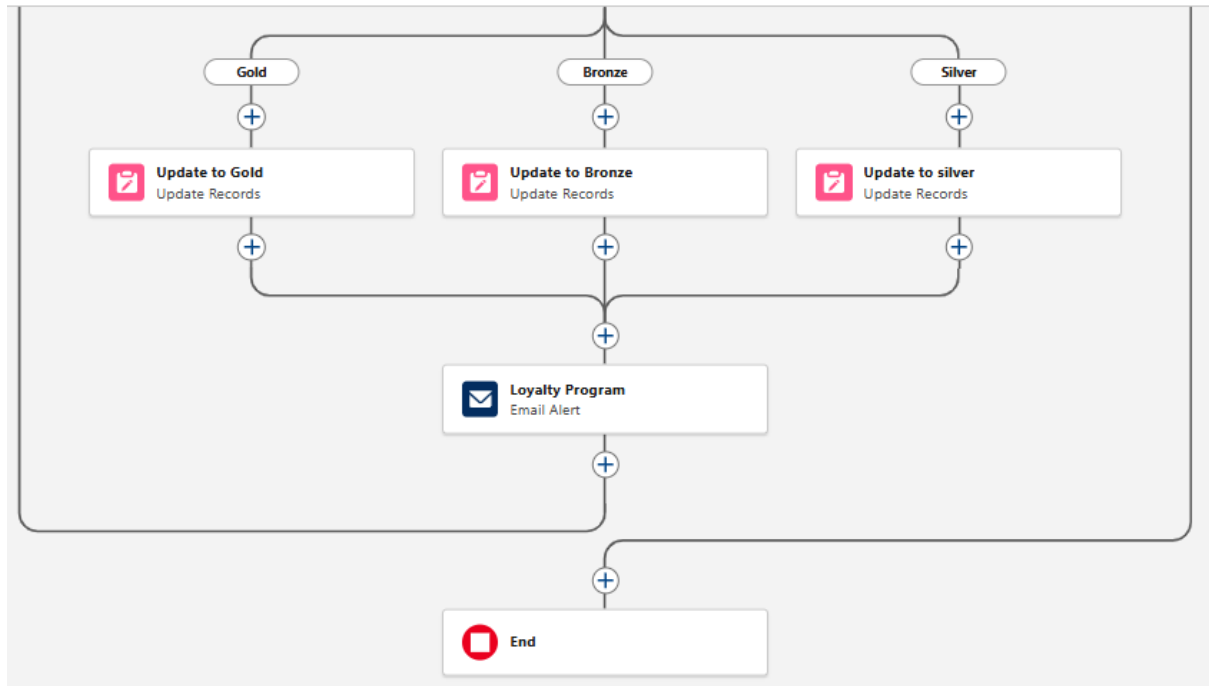 Gold
Bronze
Silver
Update to Gold
Update Records
Update to Bronze
Update Records
Update to silver
Update Records
Loyalty Program
Email Alert
End